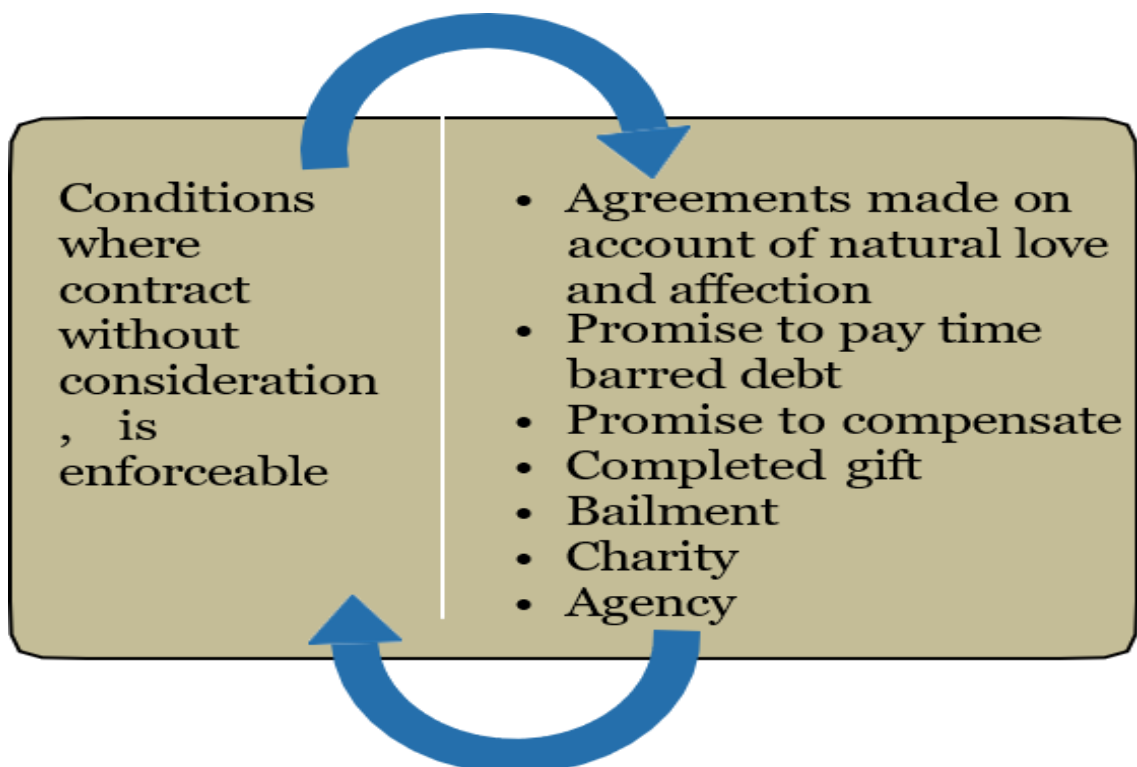 Conditions
where
contract
without
consideration
, is
enforceable
• Agreements made on
account of natural love
and affection
• Promise to pay time
barred debt
• Promise to compensate
• Completed gift
• Bailment
• Charity
• Agency